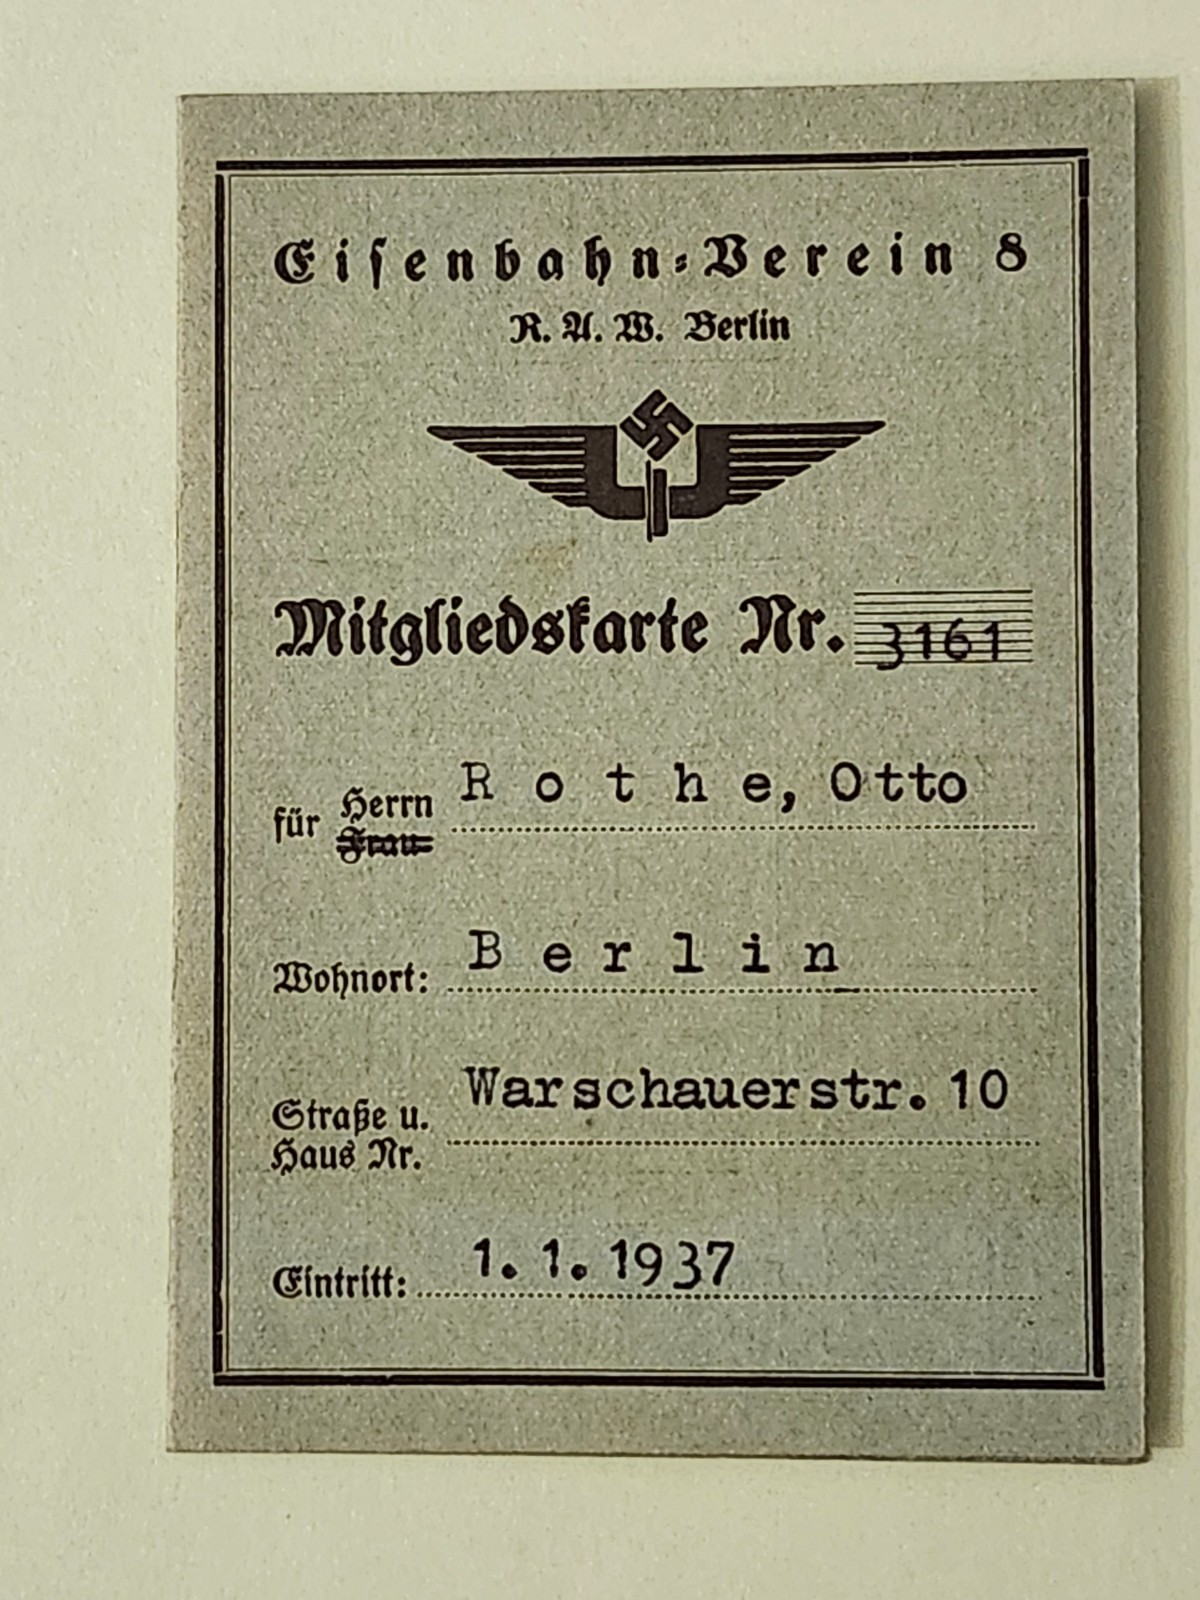 Eisenbahn-Verein 8
R. A. W. Berlin
Mitgliedskarte Nr. 3161
für Herrn Rothe, Otto
Frau
Wohnort: Berlin
Straße u. Warschauerstr. 10
Haus Nr.
Eintritt: 1. 1. 1937